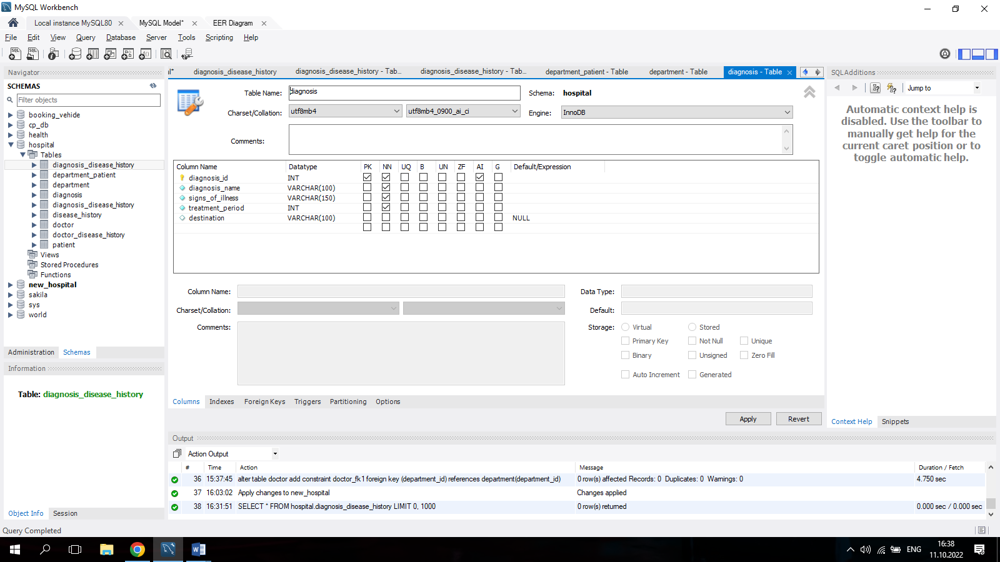 MySQL Workbench
Local instance MySQL80
MySQL Model*
EER Diagram
File Edit View Query Database Server Tools Scripting Help
Navigator
SCHEMAS
Filter objects
booking_vehide
cp_db
health
hospital
Tables
diagnosis_disease_history
department_patient
department
diagnosis
diagnosis_disease_history
disease_history
doctor
doctor_disease_history
patient
Views
Stored Procedures
Functions
new_hospital
sakila
sys
world
Administration Schemas
Information
Table: diagnosis_disease_history
Object Info Session
Query Completed
al* diagnosis_disease_history diagnosis_disease_history - Tab... diagnosis_disease_history - Tab... department_patient - Table department - Table diagnosis - Table
Table Name: diagnosis Schema: hospital
Charset/Collation: utf8mb4 utf8mb4_0900_ai_ci Engine: InnoDB
Comments:
Column Name Datatype PK NN UQ B UN ZF AI G Default/Expression
diagnosis_id INT
diagnosis_name VARCHAR(100)
signs_of_illness VARCHAR(150)
treatment_period INT
destination VARCHAR(100) NULL
Column Name: Data Type:
Charset/Collation: Default:
Comments: Storage: Virtual Stored
Primary Key Not Null Unique
Binary Unsigned Zero Fill
Auto Increment Generated
Columns Indexes Foreign Keys Triggers Partitioning Options
Apply Revert
SQLAdditions
Jump to
Automatic context help is
disabled. Use the toolbar to
manually get help for the
current caret position or to
toggle automatic help.
Context Help Snippets
Output
Action Output
# Time Action Message Duration / Fetch
36 15:37:45 alter table doctor add constraint doctor_fk1 foreign key (department_id) references department(department_id) 0 row(s) affected Records: 0 Duplicates: 0 Warnings: 0 4.750 sec
37 16:03:02 Apply changes to new_hospital Changes applied
38 16:31:51 SELECT * FROM hospital.diagnosis_disease_history LIMIT 0, 1000 0 row(s) returned 0.000 sec / 0.000 sec
ENG
16:38
11.10.2022